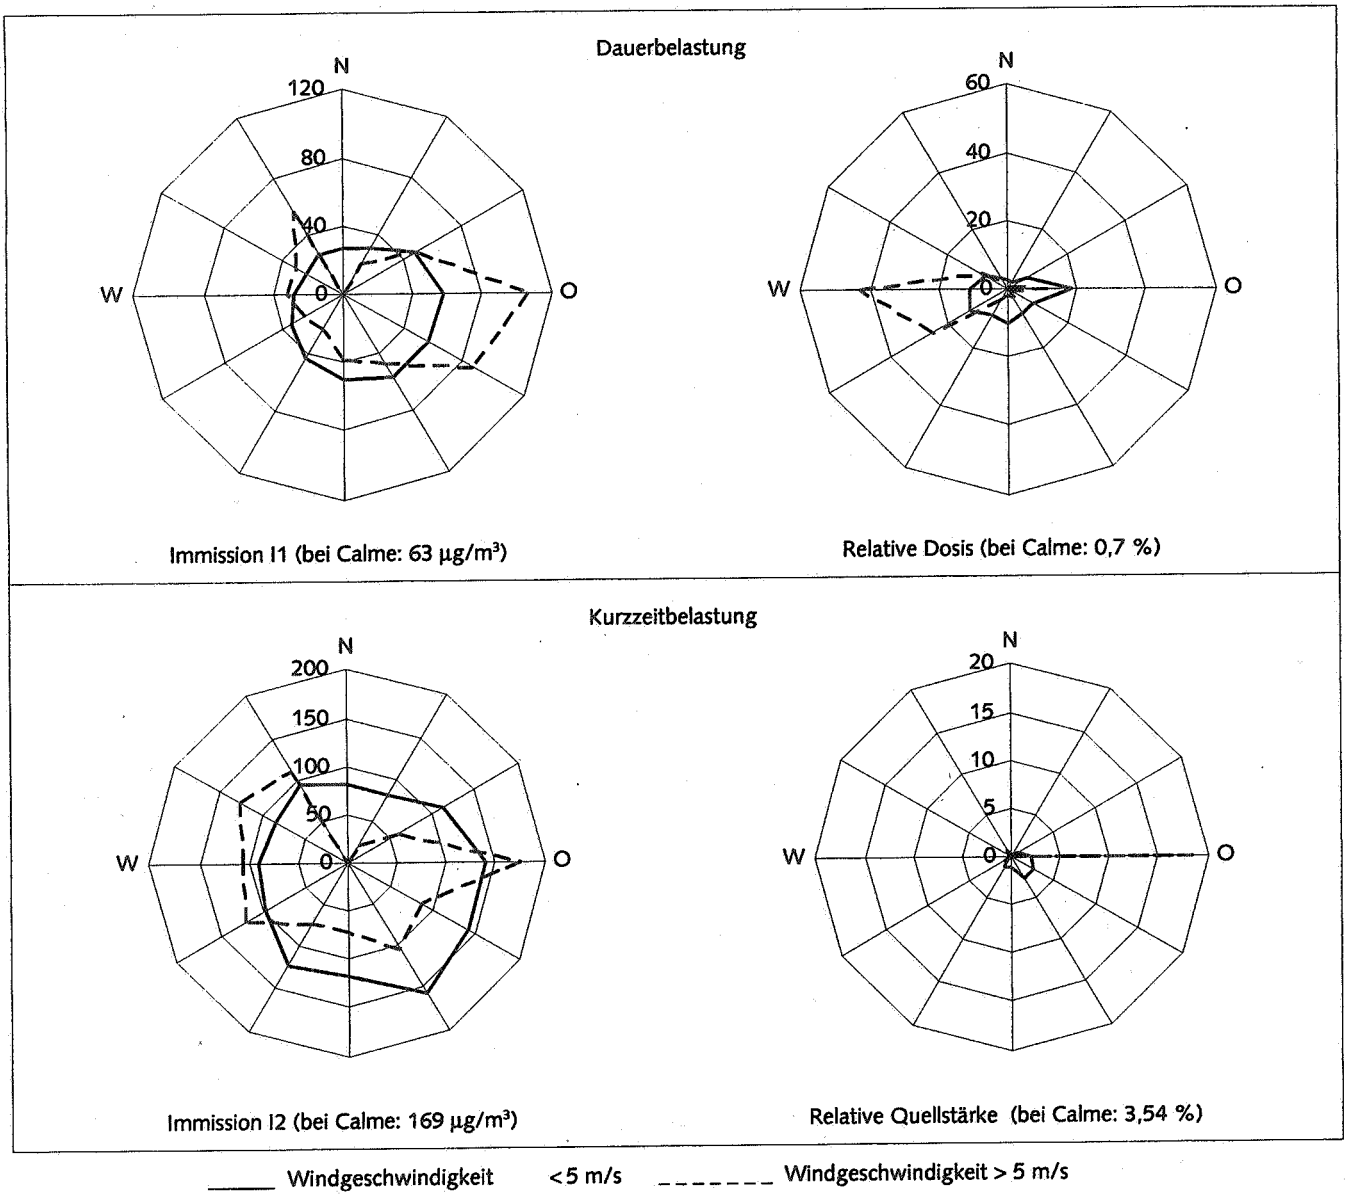 Dauerbelastung
N
120
80
40
0
W
O
Immission I1 (bei Calme: 63 µg/m³)
N
60
40
20
0
W
O
Relative Dosis (bei Calme: 0,7 %)
Kurzzeitbelastung
N
200
150
100
50
0
W
O
Immission I2 (bei Calme: 169 µg/m³)
N
20
15
10
5
0
W
O
Relative Quellstärke (bei Calme: 3,54 %)
Windgeschwindigkeit <5 m/s Windgeschwindigkeit > 5 m/s